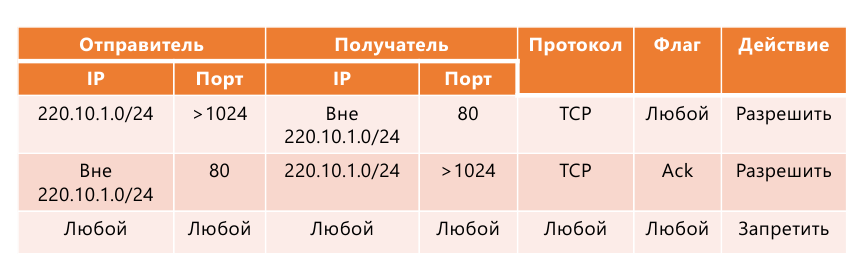 Отправитель Получатель Протокол Флаг Действие
IP Порт IP Порт
220.10.1.0/24 >1024 Вне 80 TCP Любой Разрешить
220.10.1.0/24
Вне 80 220.10.1.0/24 >1024 TCP Ack Разрешить
220.10.1.0/24
Любой Любой Любой Любой Любой Любой Запретить